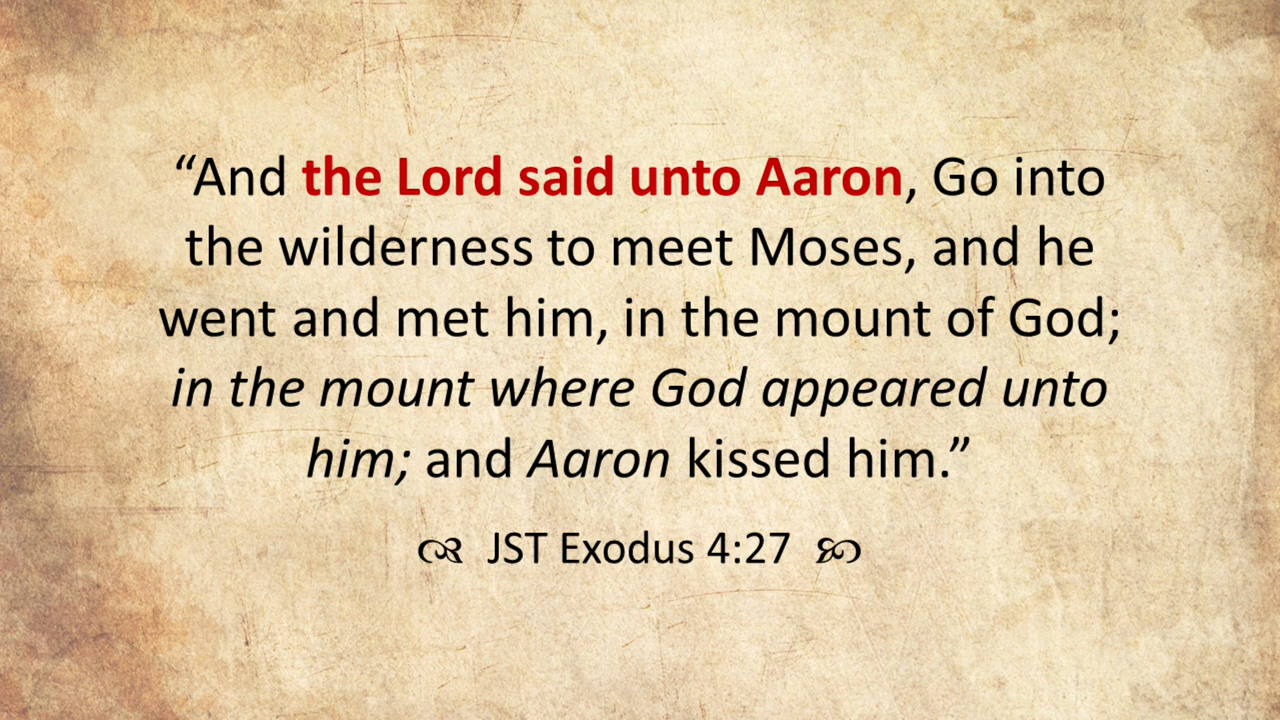 “And the Lord said unto Aaron, Go into
the wilderness to meet Moses, and he
went and met him, in the mount of God;
in the mount where God appeared unto
him; and Aaron kissed him.”
JST Exodus 4:27